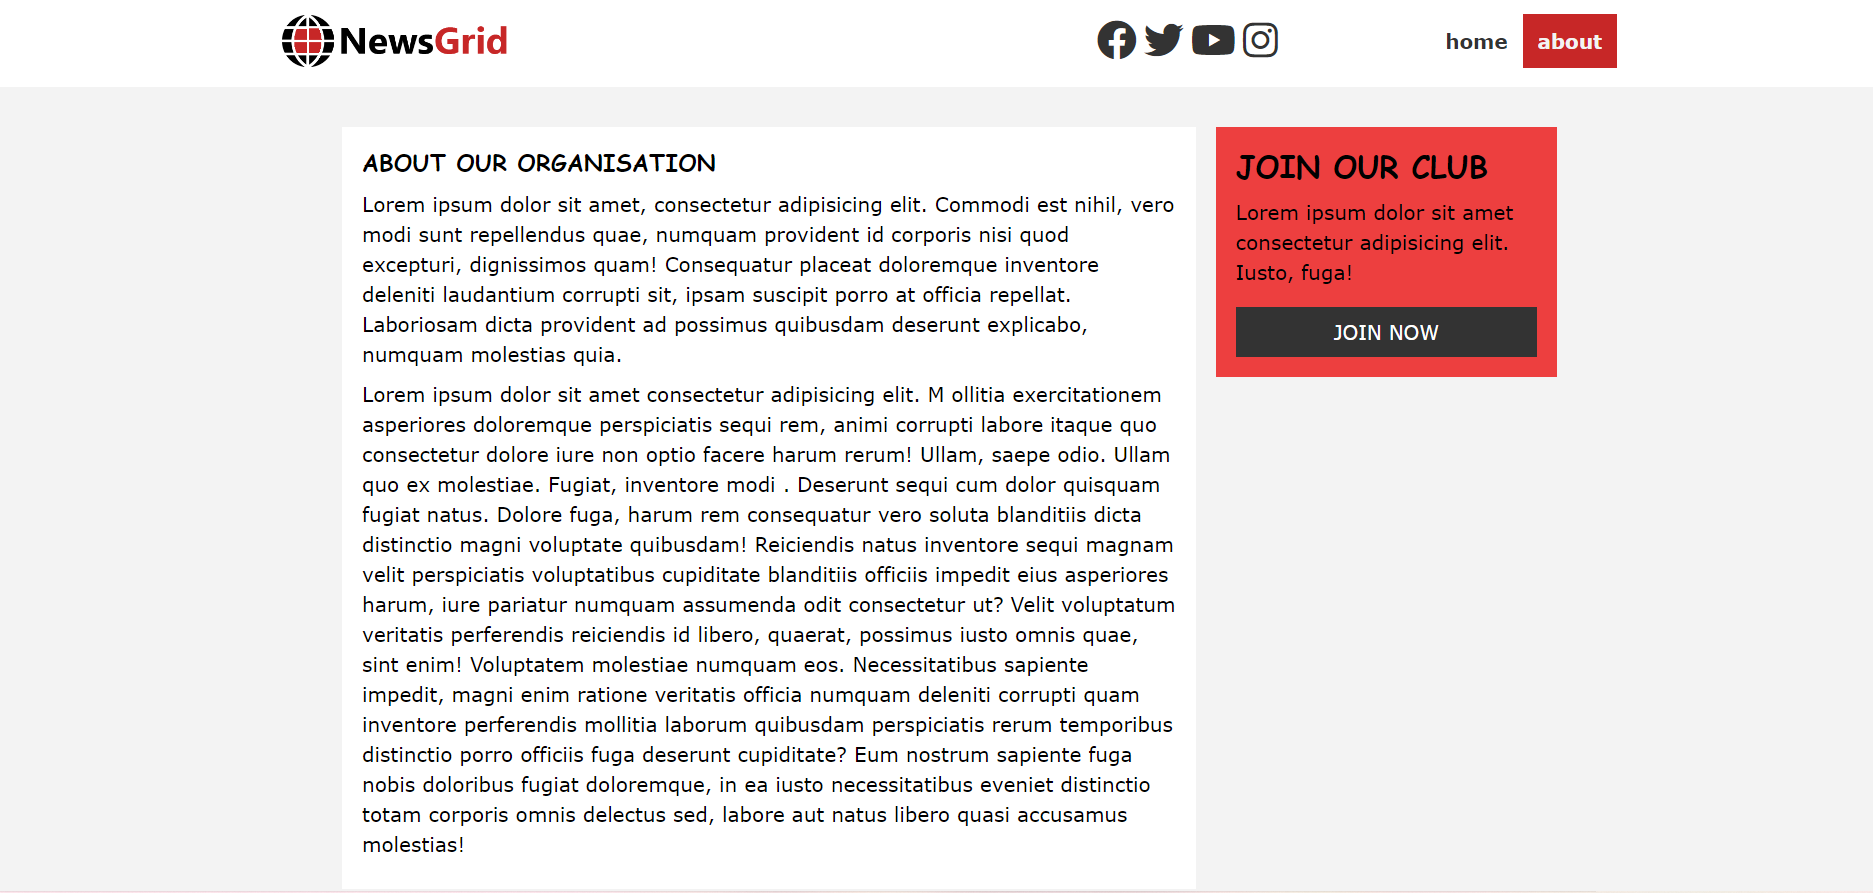 NewsGrid
home
about
ABOUT OUR ORGANISATION
Lorem ipsum dolor sit amet, consectetur adipisicing elit. Commodi est nihil, vero
modi sunt repellendus quae, numquam provident id corporis nisi quod
excepturi, dignissimos quam! Consequatur placeat doloremque inventore
deleniti laudantium corrupti sit, ipsam suscipit porro at officia repellat.
Laboriosam dicta provident ad possimus quibusdam deserunt explicabo,
numquam molestias quia.
Lorem ipsum dolor sit amet consectetur adipisicing elit. M ollitia exercitationem
asperiores doloremque perspiciatis sequi rem, animi corrupti labore itaque quo
consectetur dolore iure non optio facere harum rerum! Ullam, saepe odio. Ullam
quo ex molestiae. Fugiat, inventore modi . Deserunt sequi cum dolor quisquam
fugiat natus. Dolore fuga, harum rem consequatur vero soluta blanditiis dicta
distinctio magni voluptate quibusdam! Reiciendis natus inventore sequi magnam
velit perspiciatis voluptatibus cupiditate blanditiis officiis impedit eius asperiores
harum, iure pariatur numquam assumenda odit consectetur ut? Velit voluptatum
veritatis perferendis reiciendis id libero, quaerat, possimus iusto omnis quae,
sint enim! Voluptatem molestiae numquam eos. Necessitatibus sapiente
impedit, magni enim ratione veritatis officia numquam deleniti corrupti quam
inventore perferendis mollitia laborum quibusdam perspiciatis rerum temporibus
distinctio porro officiis fuga deserunt cupiditate? Eum nostrum sapiente fuga
nobis doloribus fugiat doloremque, in ea iusto necessitatibus eveniet distinctio
totam corporis omnis delectus sed, labore aut natus libero quasi accusamus
molestias!
JOIN OUR CLUB
Lorem ipsum dolor sit amet
consectetur adipisicing elit.
Iusto, fuga!
JOIN NOW